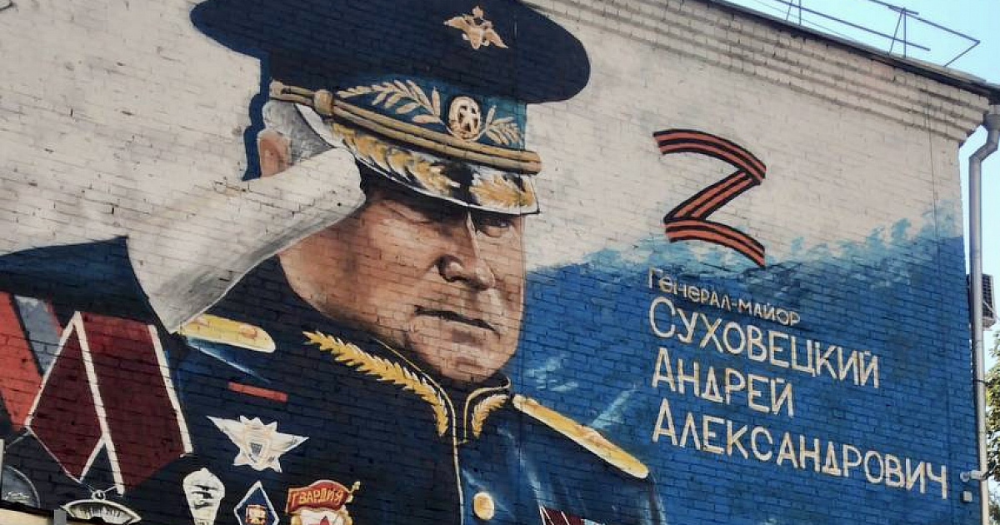 Z
Генерал-майор
Суховецкий
Андрей
Александрович
ГВАРДИЯ